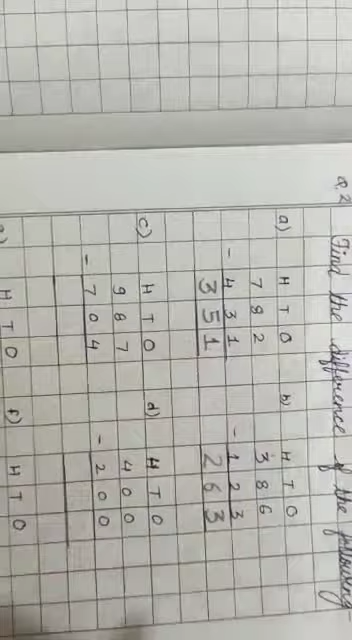 Q.2 Find the difference of the following-
a) H T O b) H T O
7 8 2 3 8 6
- 4 3 1 - 1 2 3
3 5 1 2 6 3
c) H T O d) H T O
9 8 7 4 0 0
- 7 0 4 - 2 0 0
e) H T O f) H T O